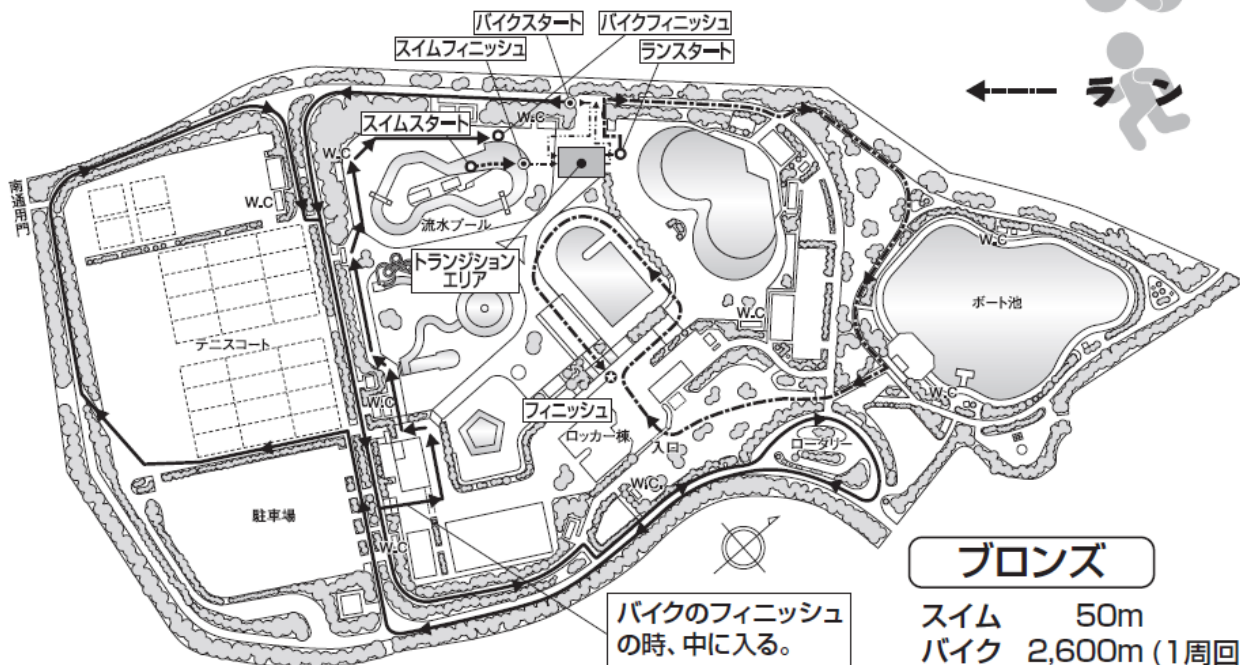 バイクスタート
バイクフィニッシュ
スイムフィニッシュ
ランスタート
ラン
スイムスタート
W.C
W.C
W.C
南通用門
流水プール
トランジション
エリア
W.C
ボート池
W.C
テニスコート
W.C
W.C
フィニッシュ
ロッカー棟
入口
ロータリー
W.C.
駐車場
W.C
バイクのフィニッシュ
の時、中に入る。
ブロンズ
スイム 50m
バイク 2,600m (1周回